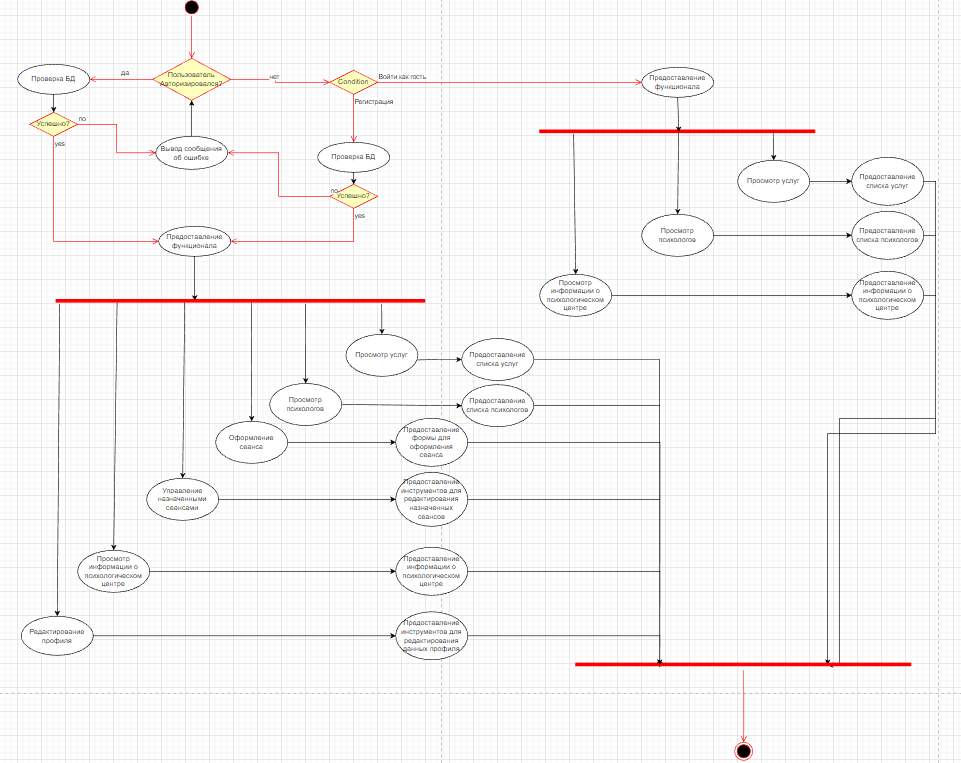 Пользователь
Авторизировался?
да
нет
Проверка БД
Condition
Войти как гость
Регистрация
Предоставление
функционала
Успешно?
no
yes
Вывод сообщения
об ошибке
Проверка БД
no
Успешно?
yes
Предоставление
функционала
Просмотр услуг
Предоставление
списка услуг
Просмотр
психологов
Предоставление
списка психологов
Просмотр
информации о
психологическом
центре
Предоставление
информации о
психологическом
центре
Просмотр услуг
Предоставление
списка услуг
Просмотр
психологов
Предоставление
списка психологов
Оформление
сеанса
Предоставление
формы для
оформления
сеанса
Управление
назначенными
сеансами
Предоставление
инструментов для
редактирования
назначенных
сеансов
Просмотр
информации о
психологическом
центре
Предоставление
информации о
психологическом
центре
Редактирование
профиля
Предоставление
инструментов для
редактирования
данных профиля